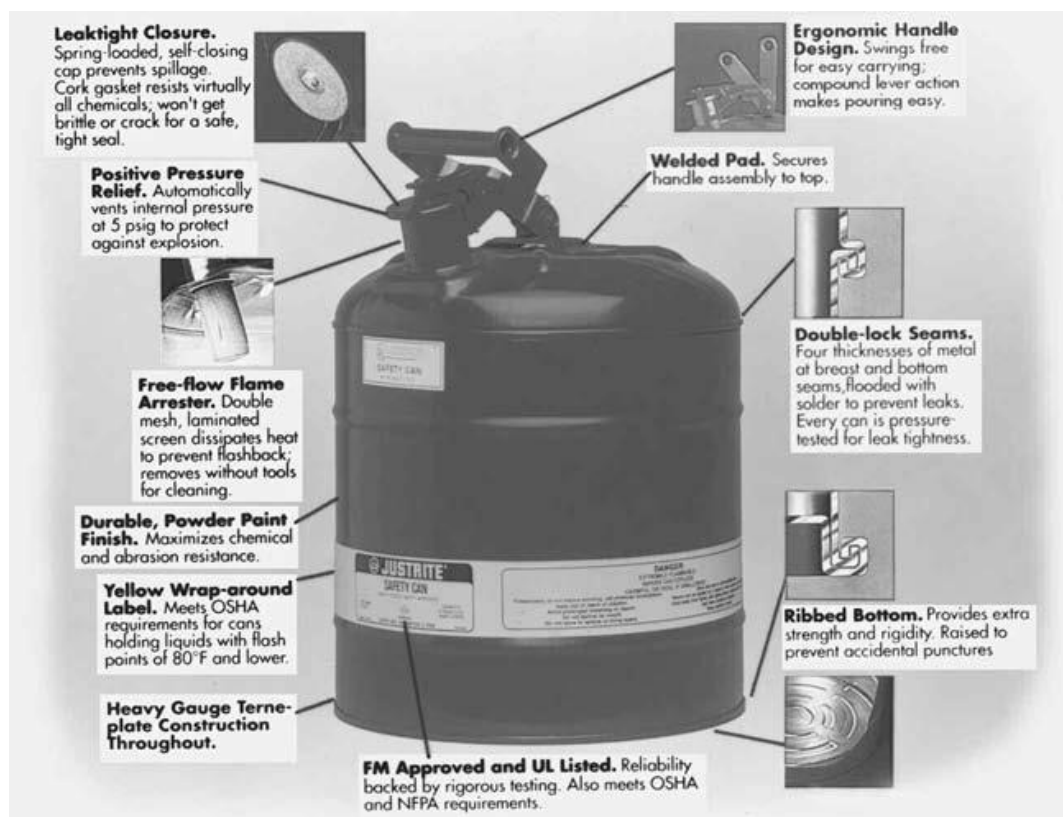 Leaktight Closure.
Spring-loaded, self-closing
cap prevents spillage.
Cork gasket resists virtually
all chemicals; won't get
brittle or crack for a safe,
tight seal.
Ergonomic Handle
Design. Swings free
for easy carrying;
compound lever action
makes pouring easy.
Positive Pressure
Relief. Automatically
vents internal pressure
at 5 psig to protect
against explosion.
Welded Pad. Secures
handle assembly to top.
Free-flow Flame
Arrester. Double
mesh, laminated
screen dissipates heat
to prevent flashback;
removes without tools
for cleaning.
Double-lock Seams.
Four thicknesses of metal
at breast and bottom
seams,flooded with
solder to prevent leaks.
Every can is pressure-
tested for leak tightness.
SAFETY CAN
Durable, Powder Paint
Finish. Maximizes chemical
and abrasion resistance.
Yellow Wrap-around
Label. Meets OSHA
requirements for cans
holding liquids with flash
points of 80°F and lower.
JUSTRITE
SAFETY CAN
DANGER
EXTREMELY FLAMMABLE
Ribbed Bottom. Provides extra
strength and rigidity. Raised to
prevent accidental punctures
Heavy Gauge Terne-
plate Construction
Throughout.
FM Approved and UL Listed. Reliability
backed by rigorous testing. Also meets OSHA
and NFPA requirements.